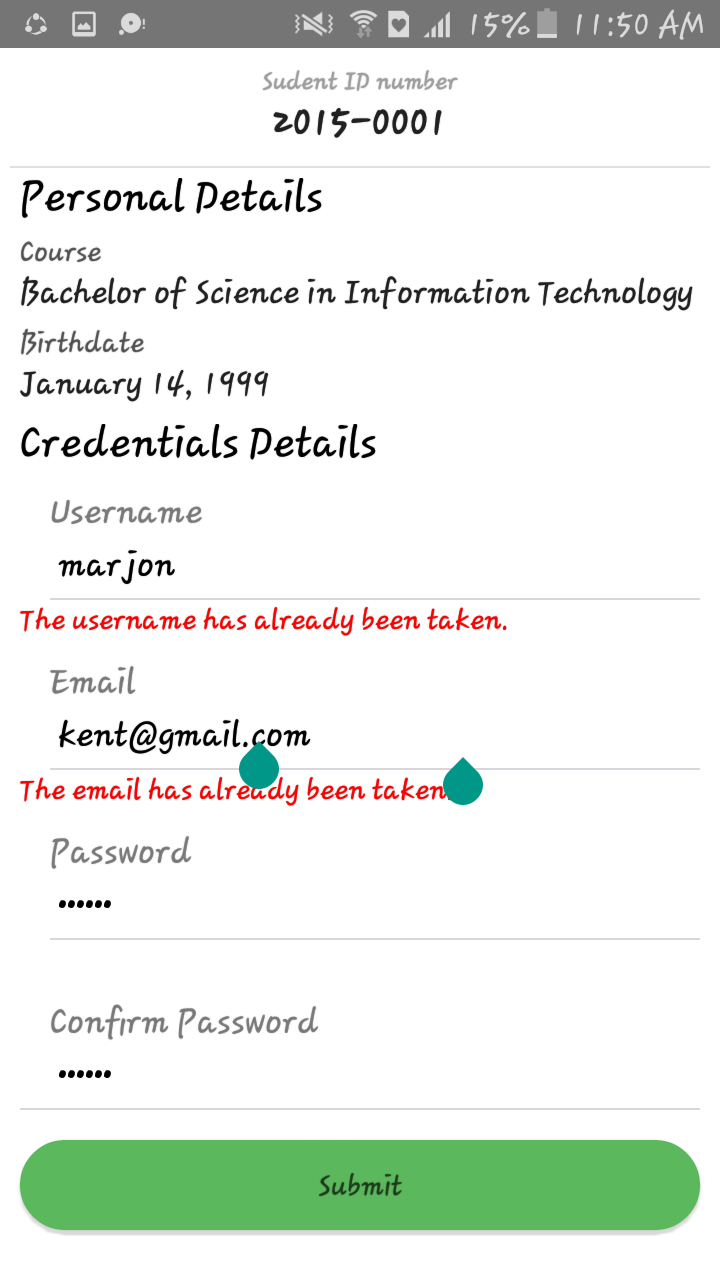 15% 11:50 AM
Sudent ID number
2015-0001
Personal Details
Course
Bachelor of Science in Information Technology
Birthdate
January 14, 1999
Credentials Details
Username
marjon
The username has already been taken.
Email
kent@gmail.com
The email has already been taken.
Password
••••••
Confirm Password
••••••
Submit